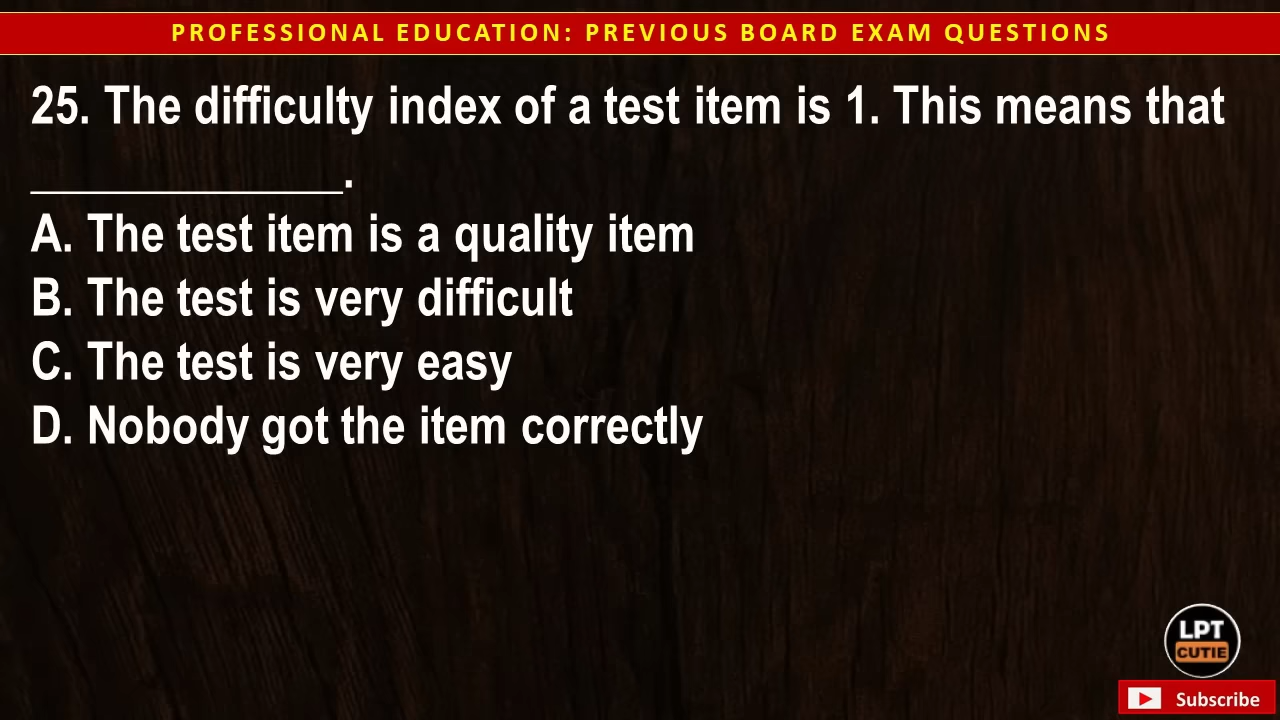 PROFESSIONAL EDUCATION: PREVIOUS BOARD EXAM QUESTIONS
25. The difficulty index of a test item is 1. This means that
______________.
A. The test item is a quality item
B. The test is very difficult
C. The test is very easy
D. Nobody got the item correctly
LPT
CUTIE
Subscribe